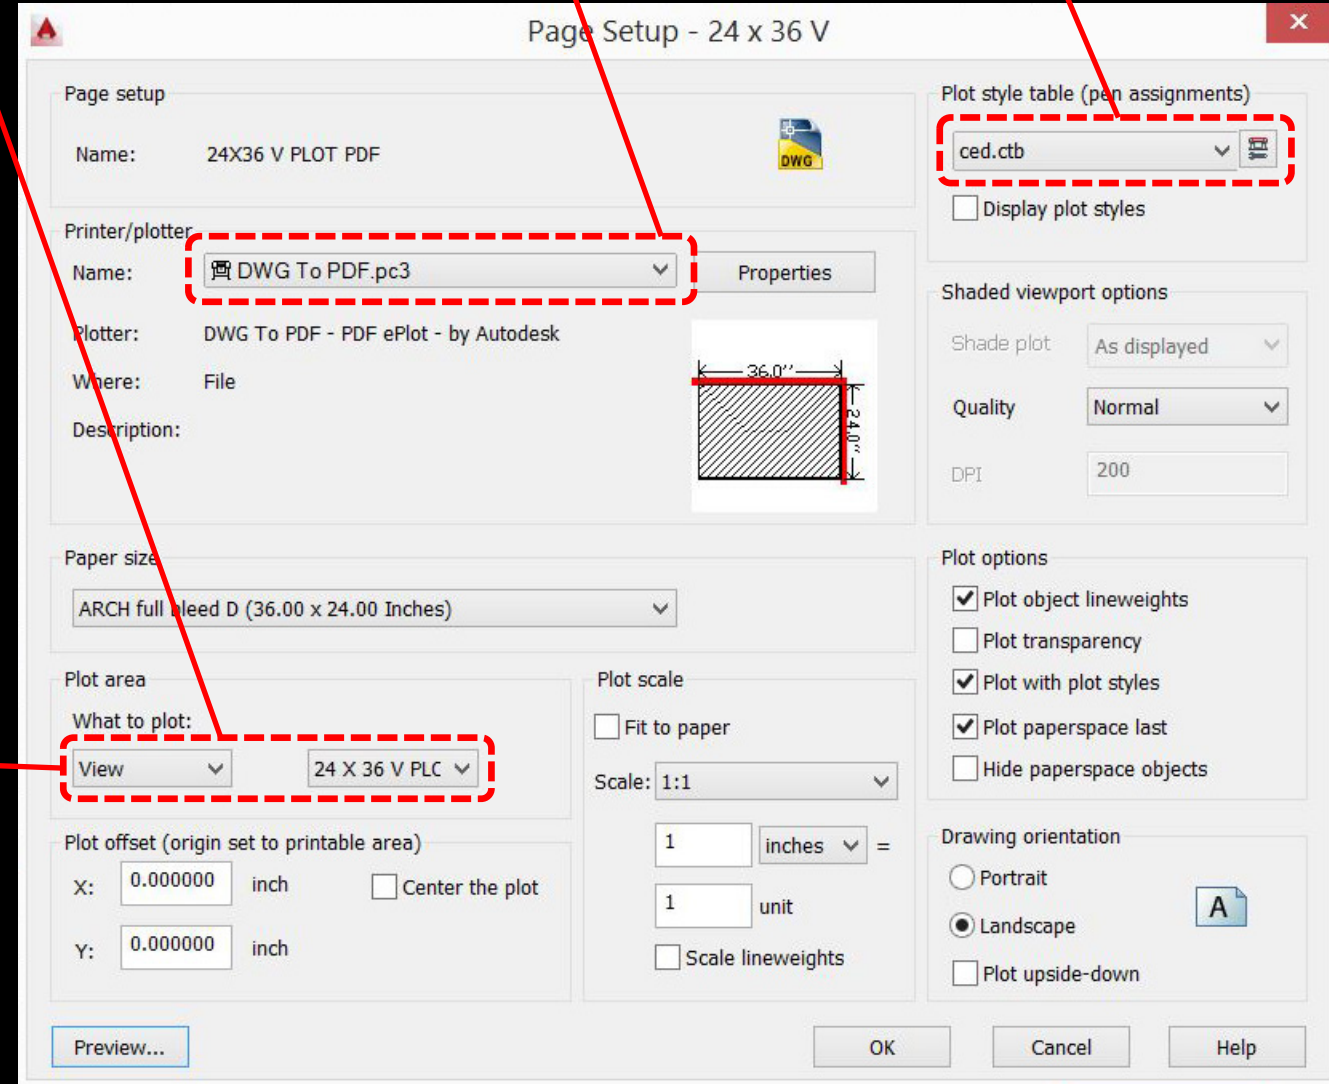 Page Setup - 24 x 36 V
Page setup
Name: 24X36 V PLOT PDF
DWG
Printer/plotter
Name: DWG To PDF.pc3
Properties
Plotter: DWG To PDF - PDF ePlot - by Autodesk
Where: File
Description:
36.0''
24.0''
Paper size
ARCH full bleed D (36.00 x 24.00 Inches)
Plot area
What to plot:
View 24 X 36 V PLC
Plot offset (origin set to printable area)
X: 0.000000 inch
Center the plot
Y: 0.000000 inch
Plot scale
Fit to paper
Scale: 1:1
1 inches =
1 unit
Scale lineweights
Plot style table (pen assignments)
ced.ctb
Display plot styles
Shaded viewport options
Shade plot As displayed
Quality Normal
DPI 200
Plot options
Plot object lineweights
Plot transparency
Plot with plot styles
Plot paperspace last
Hide paperspace objects
Drawing orientation
Portrait
Landscape
A
Plot upside-down
Preview...
OK
Cancel
Help